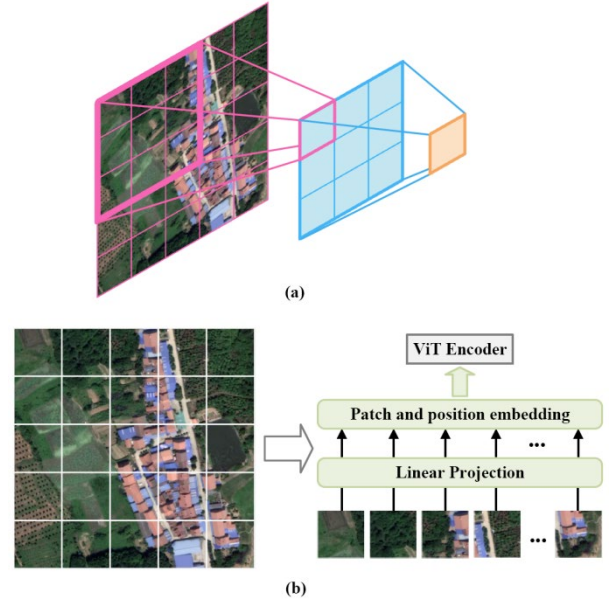 (a)
ViT Encoder
Patch and position embedding
...
Linear Projection
...
(b)